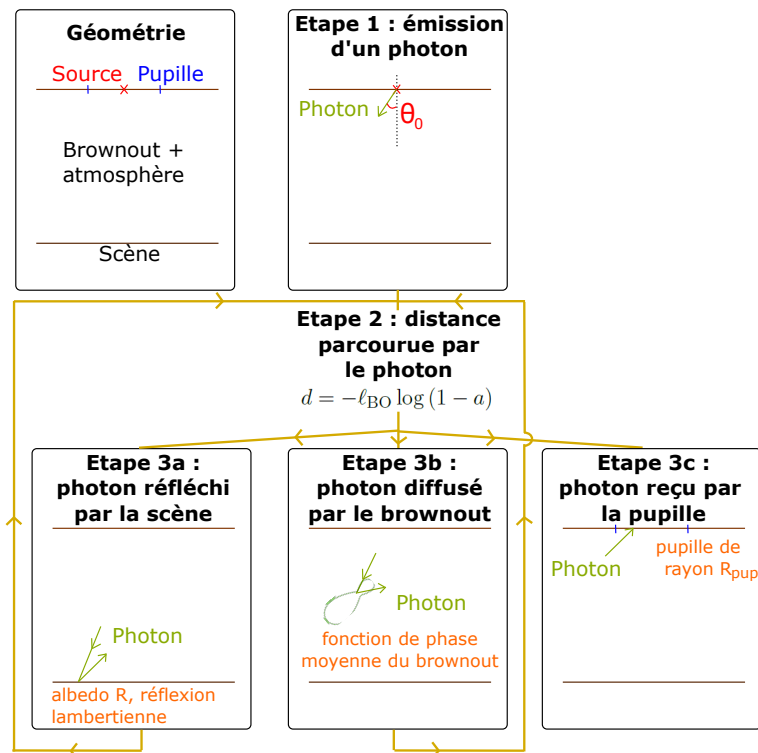 Géométrie
Source Pupille
Brownout +
atmosphère
Scène
Etape 1 : émission
d'un photon
Photon
θ₀
Etape 2 : distance
parcourue par
le photon
d = −ℓ_BO log (1 − a)
Etape 3a :
photon réfléchi
par la scène
Photon
albedo R, réflexion
lambertienne
Etape 3b :
photon diffusé
par le brownout
Photon
fonction de phase
moyenne du brownout
Etape 3c :
photon reçu par
la pupille
Photon
pupille de
rayon R_pup